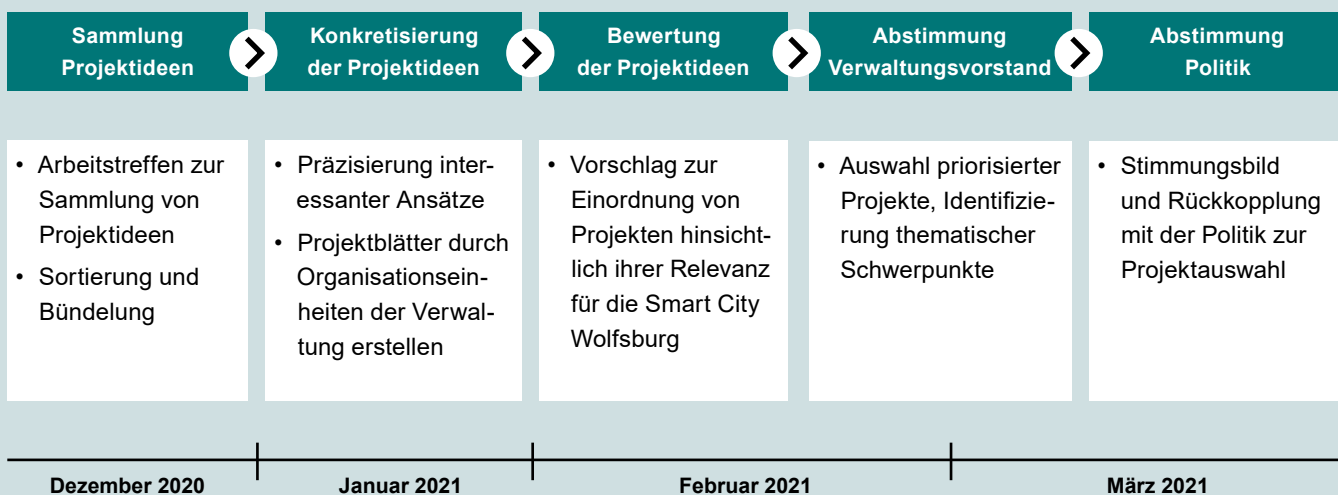 Sammlung
Projektideen
Konkretisierung
der Projektideen
Bewertung
der Projektideen
Abstimmung
Verwaltungsvorstand
Abstimmung
Politik
• Arbeitstreffen zur
Sammlung von
Projektideen
• Sortierung und
Bündelung
• Präzisierung inter-
essanter Ansätze
• Projektblätter durch
Organisationsein-
heiten der Verwal-
tung erstellen
• Vorschlag zur
Einordnung von
Projekten hinsicht-
lich ihrer Relevanz
für die Smart City
Wolfsburg
• Auswahl priorisierter
Projekte, Identifizie-
rung thematischer
Schwerpunkte
• Stimmungsbild
und Rückkopplung
mit der Politik zur
Projektauswahl
Dezember 2020
Januar 2021
Februar 2021
März 2021